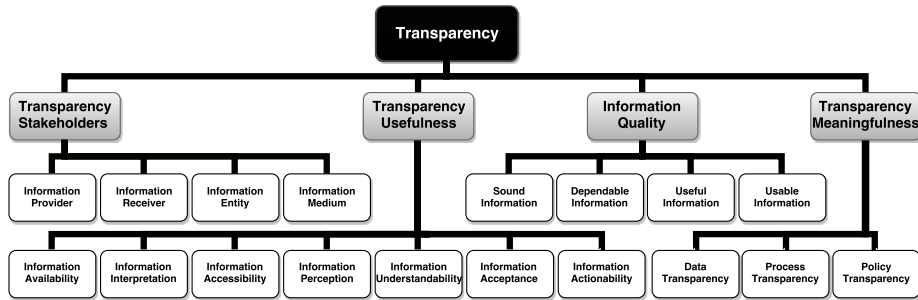 Transparency
Transparency
Stakeholders
Transparency
Usefulness
Information
Quality
Transparency
Meaningfulness
Information
Provider
Information
Receiver
Information
Entity
Information
Medium
Sound
Information
Dependable
Information
Useful
Information
Usable
Information
Information
Availability
Information
Interpretation
Information
Accessibility
Information
Perception
Information
Understandability
Information
Acceptance
Information
Actionability
Data
Transparency
Process
Transparency
Policy
Transparency